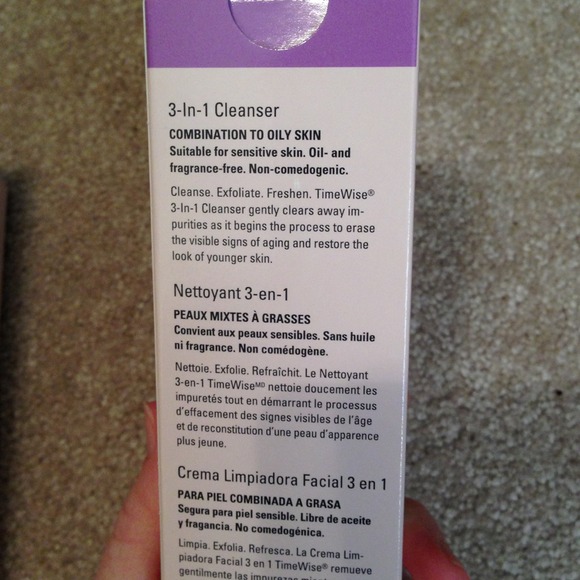 3-In-1 Cleanser
COMBINATION TO OILY SKIN
Suitable for sensitive skin. Oil- and
fragrance-free. Non-comedogenic.
Cleanse. Exfoliate. Freshen. TimeWise®
3-In-1 Cleanser gently clears away im-
purities as it begins the process to erase
the visible signs of aging and restore the
look of younger skin.
Nettoyant 3-en-1
PEAUX MIXTES À GRASSES
Convient aux peaux sensibles. Sans huile
ni fragrance. Non comédogène.
Nettoie. Exfolie. Refraîchit. Le Nettoyant
3-en-1 TimeWiseMD nettoie doucement les
impuretés tout en démarrant le processus
d'effacement des signes visibles de l'âge
et de reconstitution d'une peau d'apparence
plus jeune.
Crema Limpiadora Facial 3 en 1
PARA PIEL COMBINADA A GRASA
Segura para piel sensible. Libre de aceite
y fragancia. No comedogénica.
Limpia. Exfolia. Refresca. La Crema Lim-
piadora Facial 3 en 1 TimeWise® remueve
gentilmente las impurezas